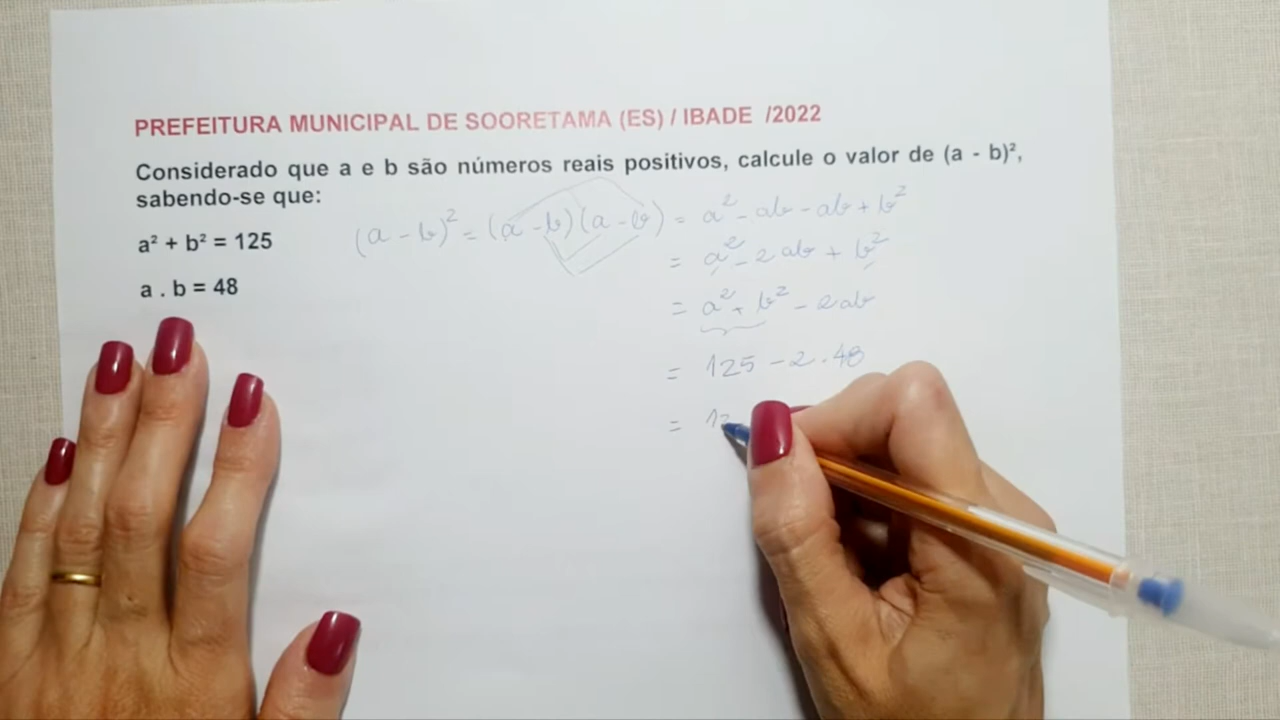 PREFEITURA MUNICIPAL DE SOORETAMA (ES) / IBADE /2022
Considerado que a e b são números reais positivos, calcule o valor de (a - b)²,
sabendo-se que:
a² + b² = 125
a . b = 48
(a - b)² = (a - b)(a - b) = a² - ab - ab + b²
= a² - 2ab + b²
= a² + b² - 2ab
= 125 - 2 . 48
= 12